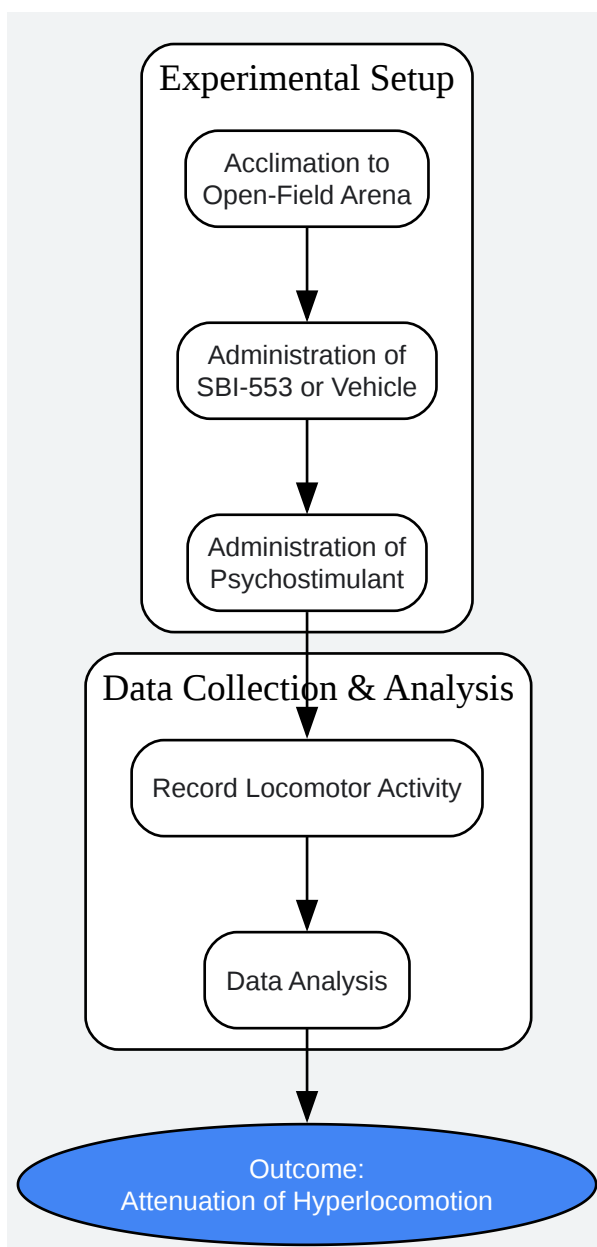 Experimental Setup
Acclimation to
Open-Field Arena
Administration of
SBI-553 or Vehicle
Administration of
Psychostimulant
Data Collection & Analysis
Record Locomotor Activity
Data Analysis
Outcome:
Attenuation of Hyperlocomotion